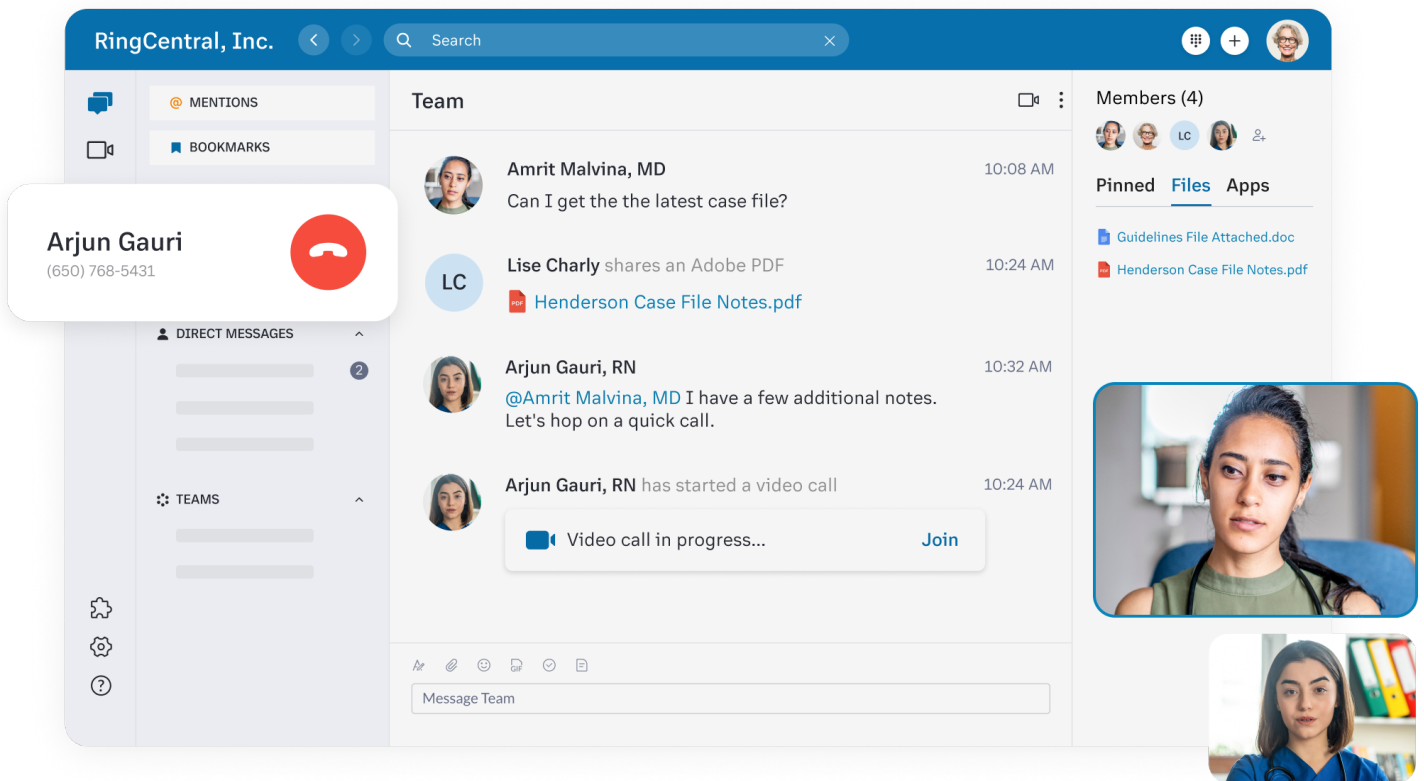 RingCentral, Inc.
Search
@ MENTIONS
BOOKMARKS
Arjun Gauri
(650) 768-5431
DIRECT MESSAGES
2
TEAMS
Team
Amrit Malvina, MD 10:08 AM
Can I get the the latest case file?
LC
Lise Charly shares an Adobe PDF 10:24 AM
PDF Henderson Case File Notes.pdf
Arjun Gauri, RN 10:32 AM
@Amrit Malvina, MD I have a few additional notes.
Let's hop on a quick call.
Arjun Gauri, RN has started a video call 10:24 AM
Video call in progress... Join
GIF
Message Team
Members (4)
LC
Pinned Files Apps
Guidelines File Attached.doc
PDF Henderson Case File Notes.pdf